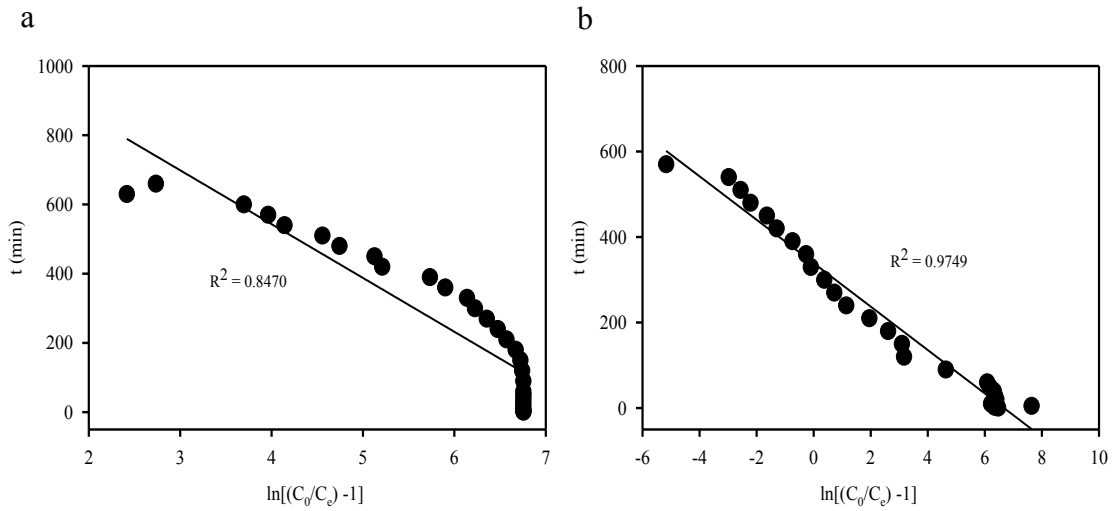 a
1000
800
600
400
200
0
t (min)
R² = 0.8470
2 3 4 5 6 7
ln[(C₀/Cₑ) -1]
b
800
600
400
200
0
t (min)
R² = 0.9749
-6 -4 -2 0 2 4 6 8 10
ln[(C₀/Cₑ) -1]